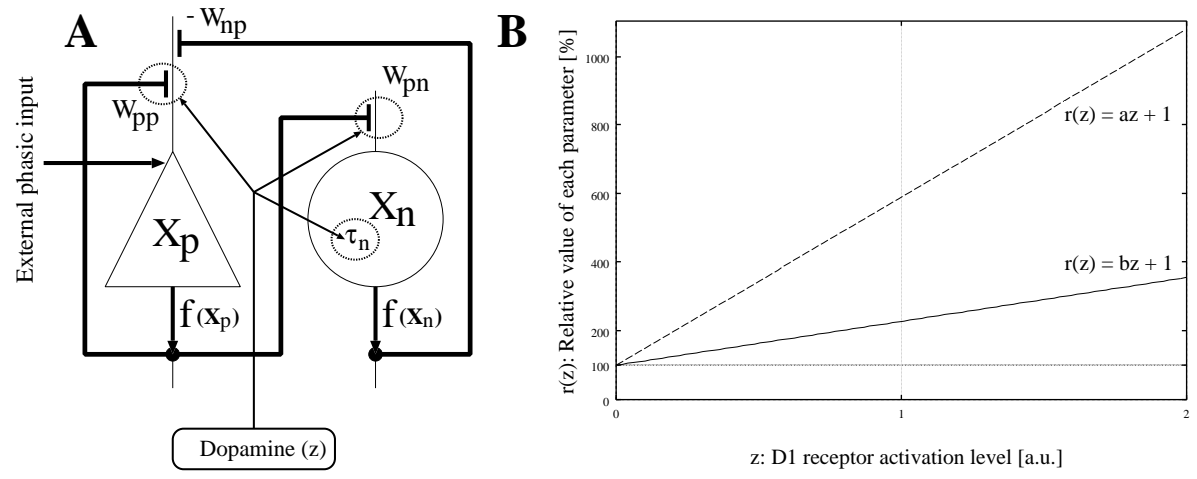 A
- Wnp
Wpp
Wpn
External phasic input
Xp
Xn
τn
f(xp)
f(xn)
Dopamine (z)
B
r(z): Relative value of each parameter [%]
1000
800
600
400
200
100
0
r(z) = az + 1
r(z) = bz + 1
0
1
2
z: D1 receptor activation level [a.u.]